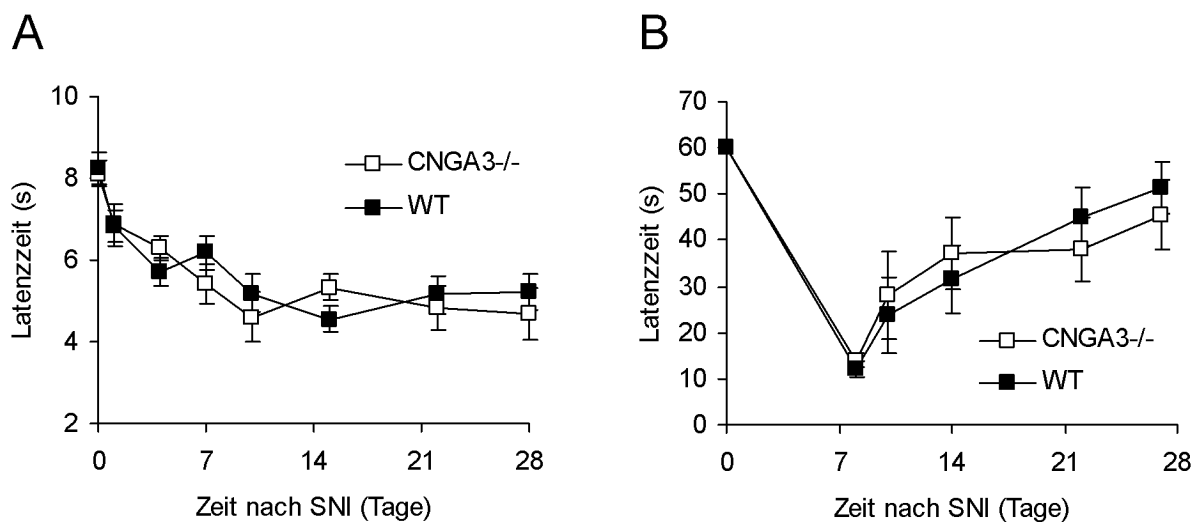 A
Latenzzeit (s)
10
8
6
4
2
0
7
14
21
28
Zeit nach SNI (Tage)
CNGA3-/-
WT
B
Latenzzeit (s)
70
60
50
40
30
20
10
0
0
7
14
21
28
Zeit nach SNI (Tage)
CNGA3-/-
WT